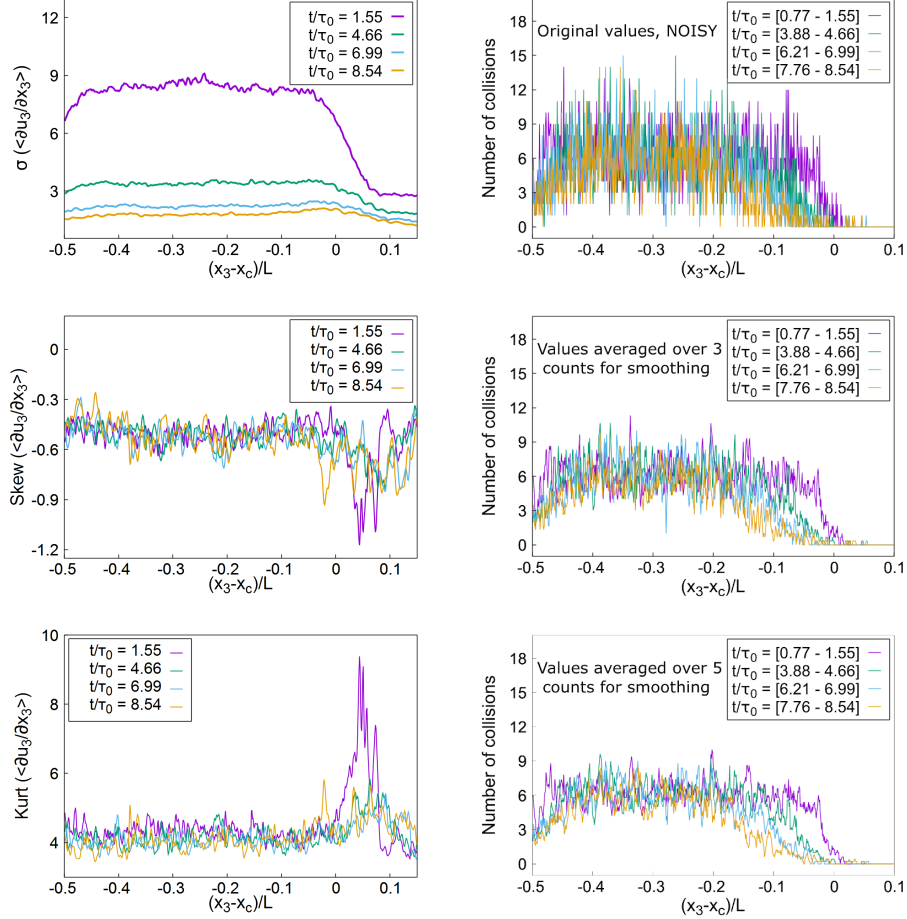 12
9
6
3
σ (<∂u3/∂x3>)
t/τ0 = 1.55
t/τ0 = 4.66
t/τ0 = 6.99
t/τ0 = 8.54
-0.5 -0.4 -0.3 -0.2 -0.1 0 0.1
(x3-xc)/L
18
15
12
9
6
3
0
Number of collisions
Original values, NOISY
t/τ0 = [0.77 - 1.55]
t/τ0 = [3.88 - 4.66]
t/τ0 = [6.21 - 6.99]
t/τ0 = [7.76 - 8.54]
-0.5 -0.4 -0.3 -0.2 -0.1 0 0.1
(x3-xc)/L
0
-0.3
-0.6
-0.9
-1.2
Skew (<∂u3/∂x3>)
t/τ0 = 1.55
t/τ0 = 4.66
t/τ0 = 6.99
t/τ0 = 8.54
-0.5 -0.4 -0.3 -0.2 -0.1 0 0.1
(x3-xc)/L
18
15
12
9
6
3
0
Number of collisions
Values averaged over 3
counts for smoothing
t/τ0 = [0.77 - 1.55]
t/τ0 = [3.88 - 4.66]
t/τ0 = [6.21 - 6.99]
t/τ0 = [7.76 - 8.54]
-0.5 -0.4 -0.3 -0.2 -0.1 0 0.1
(x3-xc)/L
10
8
6
4
Kurt (<∂u3/∂x3>)
t/τ0 = 1.55
t/τ0 = 4.66
t/τ0 = 6.99
t/τ0 = 8.54
-0.5 -0.4 -0.3 -0.2 -0.1 0 0.1
(x3-xc)/L
18
15
12
9
6
3
0
Number of collisions
Values averaged over 5
counts for smoothing
t/τ0 = [0.77 - 1.55]
t/τ0 = [3.88 - 4.66]
t/τ0 = [6.21 - 6.99]
t/τ0 = [7.76 - 8.54]
-0.5 -0.4 -0.3 -0.2 -0.1 0 0.1
(x3-xc)/L